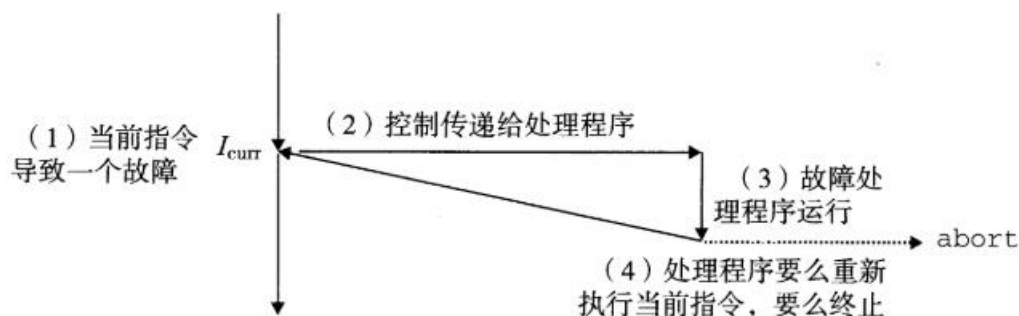 （1）当前指令
导致一个故障
I_curr
（2）控制传递给处理程序
（3）故障处
理程序运行
abort
（4）处理程序要么重新
执行当前指令，要么终止